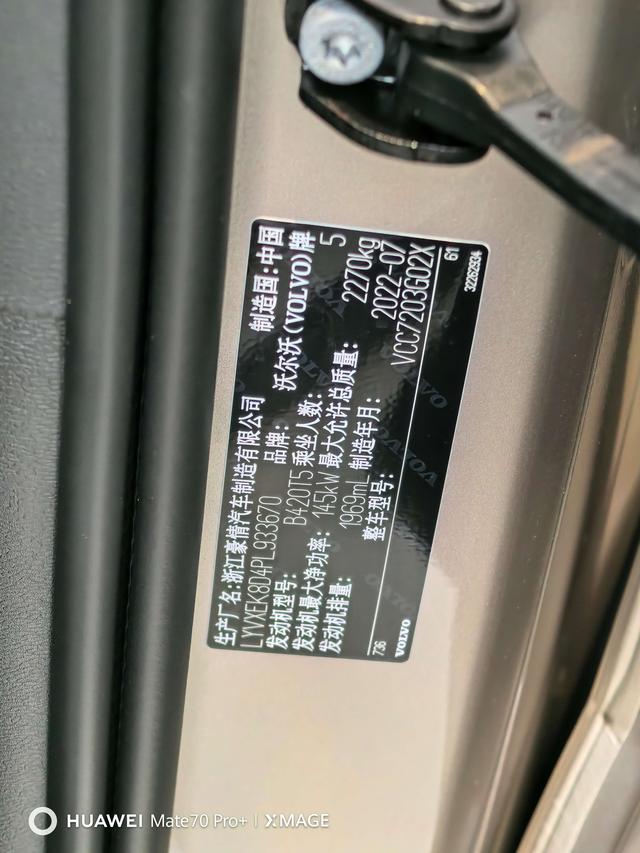 生产厂名:浙江豪情汽车制造有限公司 制造国:中国
LYVXEK8D4PL933670 品牌: 沃尔沃(VOLVO)牌
发动机型号: B420T5 乘坐人数: 5
发动机最大净功率: 145kW 最大允许总质量: 2270kg
发动机排量: 1969mL 制造年月: 2022-07
整车型号: VCC7203G02X
736 61
VOLVO 32262934
HUAWEI Mate70 Pro+ | XMAGE